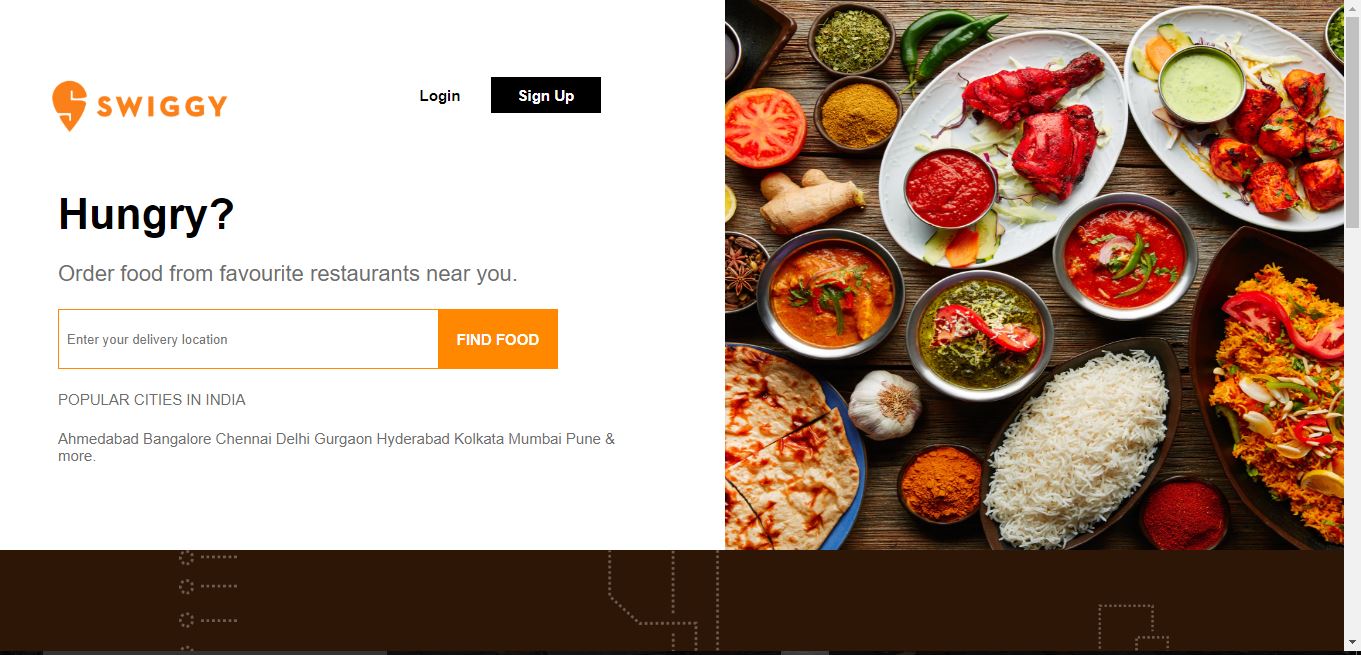 SWIGGY
Login
Sign Up
Hungry?
Order food from favourite restaurants near you.
Enter your delivery location
FIND FOOD
POPULAR CITIES IN INDIA
Ahmedabad Bangalore Chennai Delhi Gurgaon Hyderabad Kolkata Mumbai Pune &
more.